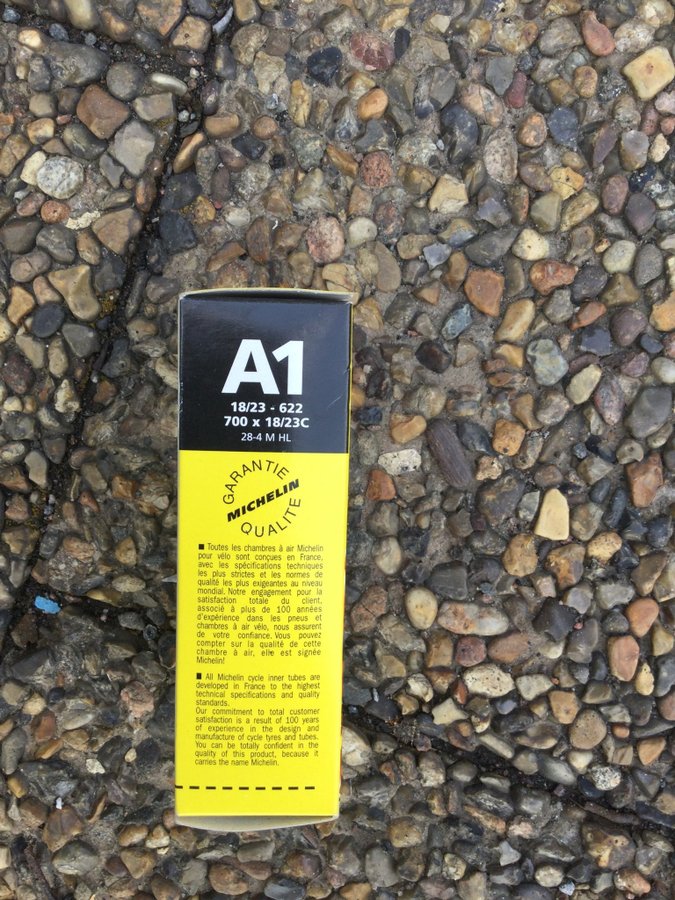 A1
18/23 - 622
700 x 18/23C
28-4 M HL
GARANTIE
MICHELIN
QUALITE
■ Toutes les chambres à air Michelin
pour vélo sont conçues en France,
avec les spécifications techniques
les plus strictes et les normes de
qualité les plus exigeantes au niveau
mondial. Notre engagement pour la
satisfaction totale du client,
associé à plus de 100 années
d'expérience dans les pneus et
chambres à air vélo, nous assurent
de votre confiance. Vous pouvez
compter sur la qualité de cette
chambre à air, elle est signée
Michelin!
■ All Michelin cycle inner tubes are
developed in France to the highest
technical specifications and quality
standards.
Our commitment to total customer
satisfaction is a result of 100 years
of experience in the design and
manufacture of cycle tyres and tubes.
You can be totally confident in the
quality of this product, because it
carries the name Michelin.